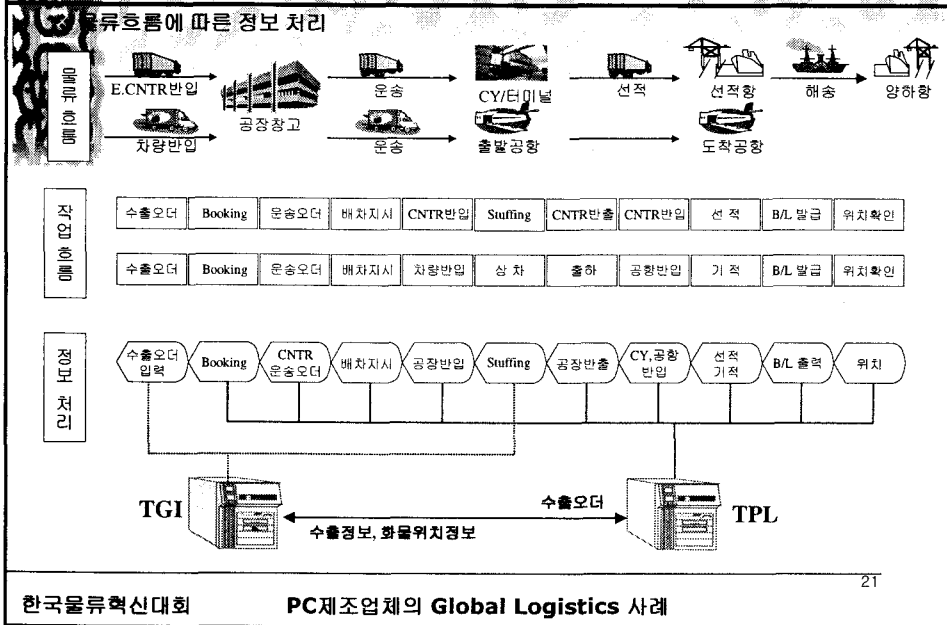 물류흐름에 따른 정보 처리
물류흐름
E.CNTR반입
공장창고
운송
CY/터미널
선적
선적항
해송
양하항
차량반입
운송
출발공항
도착공항
작업흐름
수출오더 Booking 운송오더 배차지시 CNTR반입 Stuffing CNTR반출 CNTR반입 선 적 B/L 발급 위치확인
수출오더 Booking 운송오더 배차지시 차량반입 상 차 출하 공항반입 기 적 B/L 발급 위치확인
정보처리
수출오더
입력
Booking
CNTR
운송오더
배차지시
공장반입
Stuffing
공장반출
CY,공항
반입
선적
기적
B/L 출력
위치
TGI
수출오더
수출정보, 화물위치정보
TPL
21
한국물류혁신대회 PC제조업체의 Global Logistics 사례